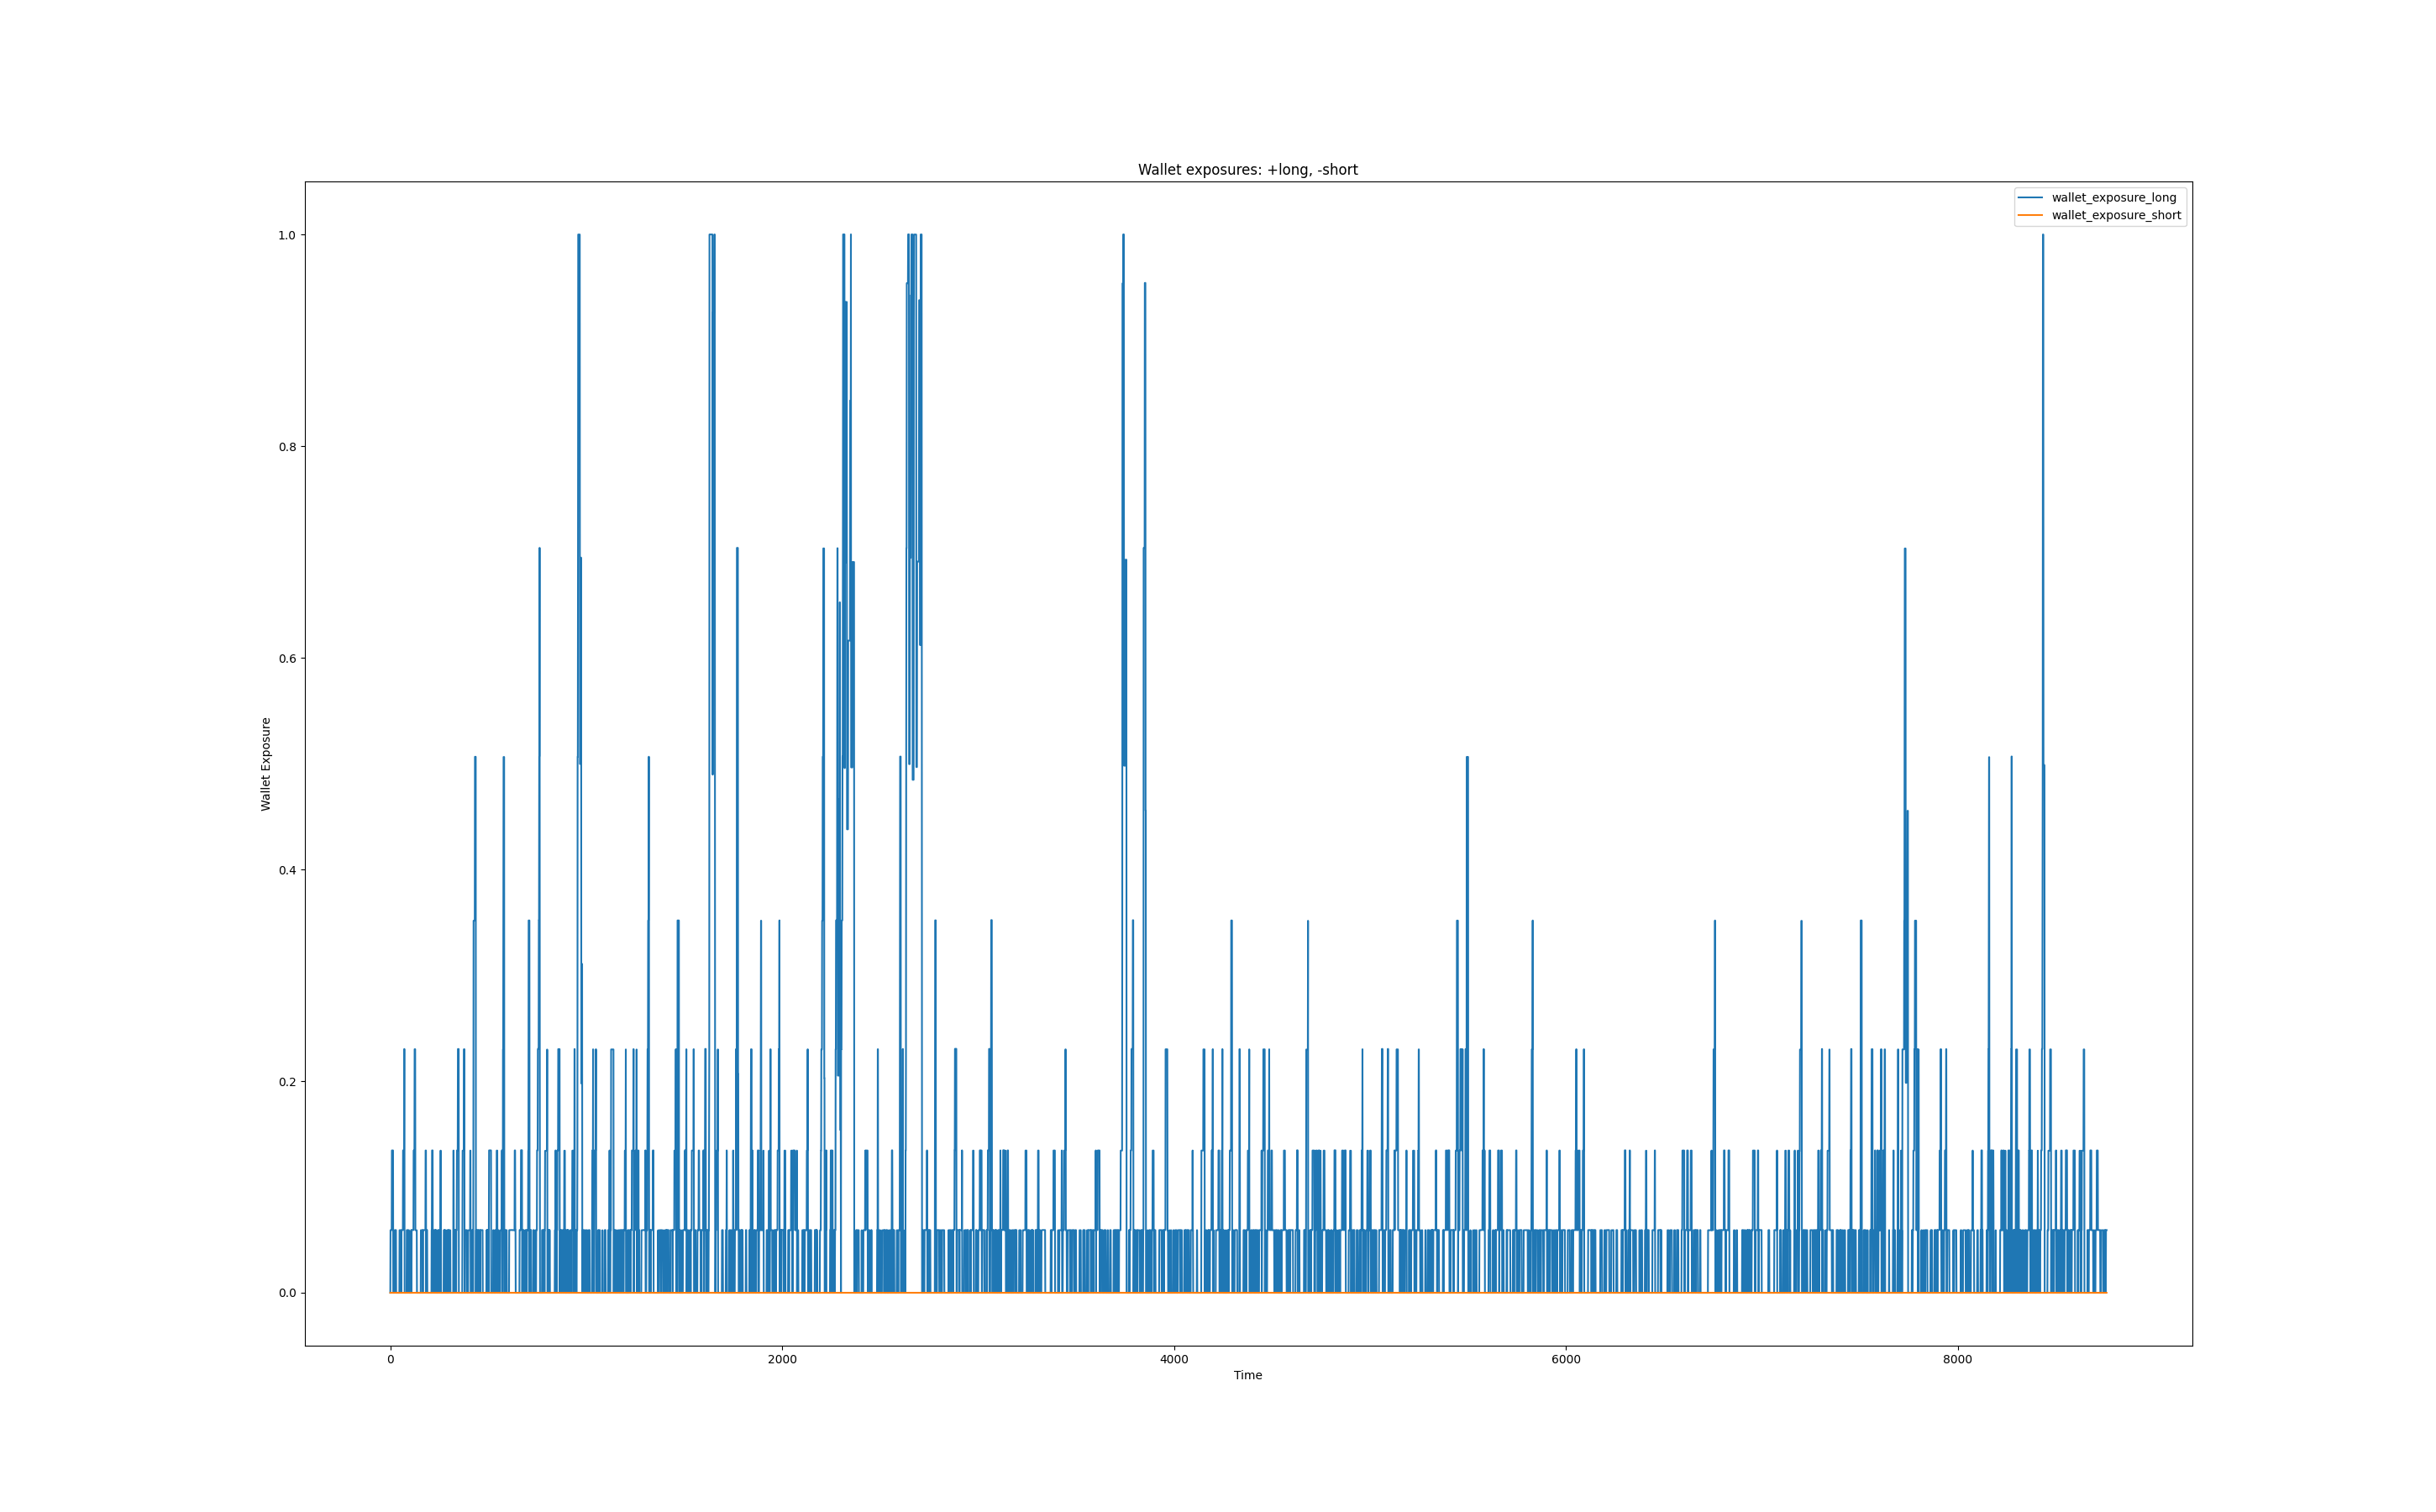 Wallet exposures: +long, -short
wallet_exposure_long
wallet_exposure_short
1.0
0.8
0.6
0.4
0.2
0.0
Wallet Exposure
0 2000 4000 6000 8000
Time